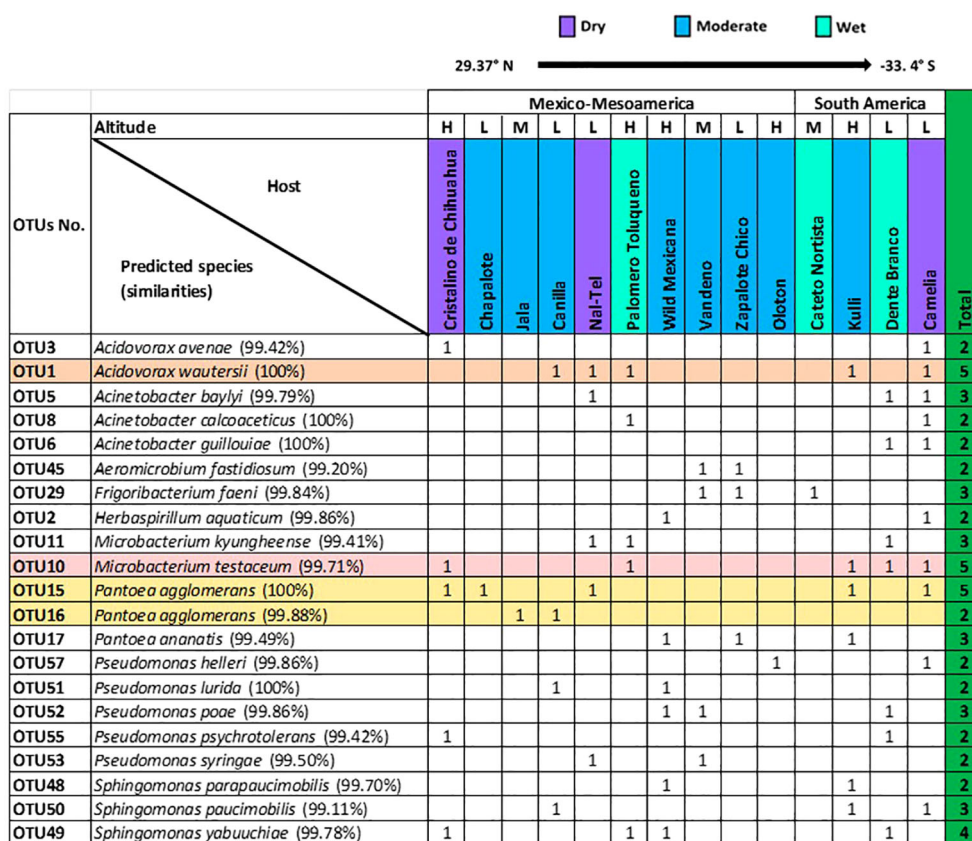 Dry Moderate Wet
29.37° N -33. 4° S
Mexico-Mesoamerica South America
Altitude H L M L L H H M L H M H L L
OTUs No.
Host
Predicted species
(similarities)
Cristalino de Chihuahua
Chapalote
Jala
Canilla
Nal-Tel
Palomero Toluqueno
Wild Mexicana
Vandeno
Zapalote Chico
Oloton
Cateto Nortista
Kulli
Dente Branco
Camelia
Total
OTU3 Acidovorax avenae (99.42%) 1 1 2
OTU1 Acidovorax wautersii (100%) 1 1 1 1 1 5
OTU5 Acinetobacter baylyi (99.79%) 1 1 1 3
OTU8 Acinetobacter calcoaceticus (100%) 1 1 2
OTU6 Acinetobacter guillouiae (100%) 1 1 2
OTU45 Aeromicrobium fastidiosum (99.20%) 1 1 2
OTU29 Frigoribacterium faeni (99.84%) 1 1 1 3
OTU2 Herbaspirillum aquaticum (99.86%) 1 1 2
OTU11 Microbacterium kyungheense (99.41%) 1 1 1 3
OTU10 Microbacterium testaceum (99.71%) 1 1 1 1 1 5
OTU15 Pantoea agglomerans (100%) 1 1 1 1 1 5
OTU16 Pantoea agglomerans (99.88%) 1 1 2
OTU17 Pantoea ananatis (99.49%) 1 1 1 3
OTU57 Pseudomonas helleri (99.86%) 1 1 2
OTU51 Pseudomonas lurida (100%) 1 1 2
OTU52 Pseudomonas poae (99.86%) 1 1 1 3
OTU55 Pseudomonas psychrotolerans (99.42%) 1 1 2
OTU53 Pseudomonas syringae (99.50%) 1 1 2
OTU48 Sphingomonas parapaucimobilis (99.70%) 1 1 2
OTU50 Sphingomonas paucimobilis (99.11%) 1 1 1 3
OTU49 Sphingomonas yabuuchiae (99.78%) 1 1 1 1 4